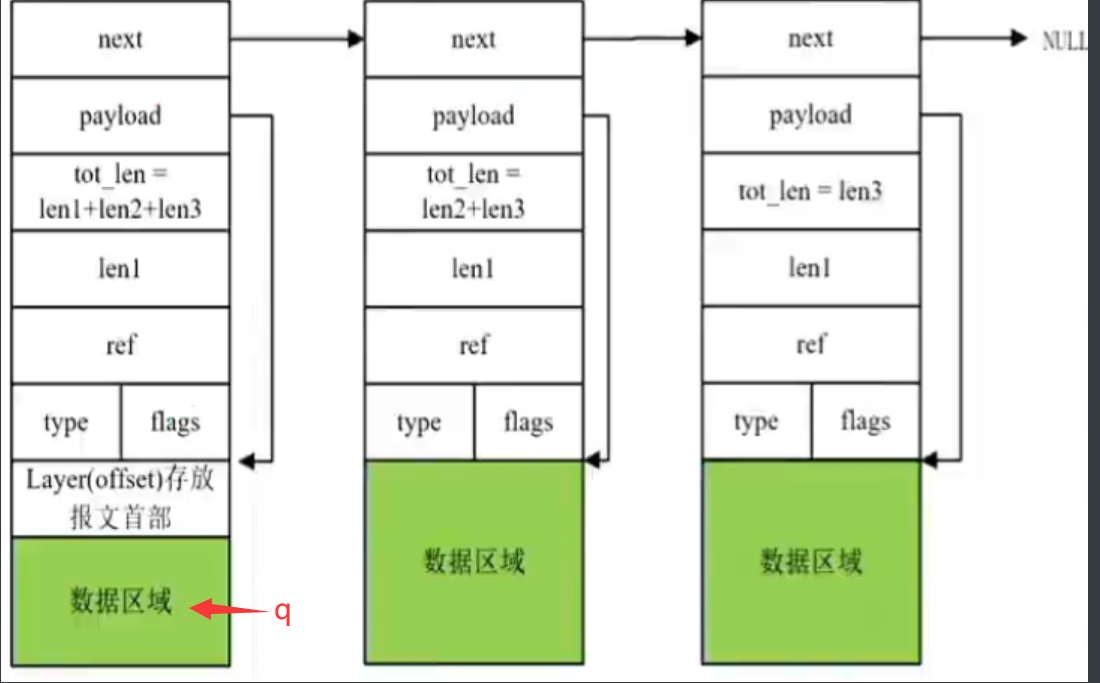 next
payload
tot_len =
len1+len2+len3
len1
ref
type
flags
Layer(offset)存放
报文首部
数据区域
q
next
payload
tot_len =
len2+len3
len1
ref
type
flags
数据区域
next
payload
tot_len = len3
len1
ref
type
flags
数据区域
NULL